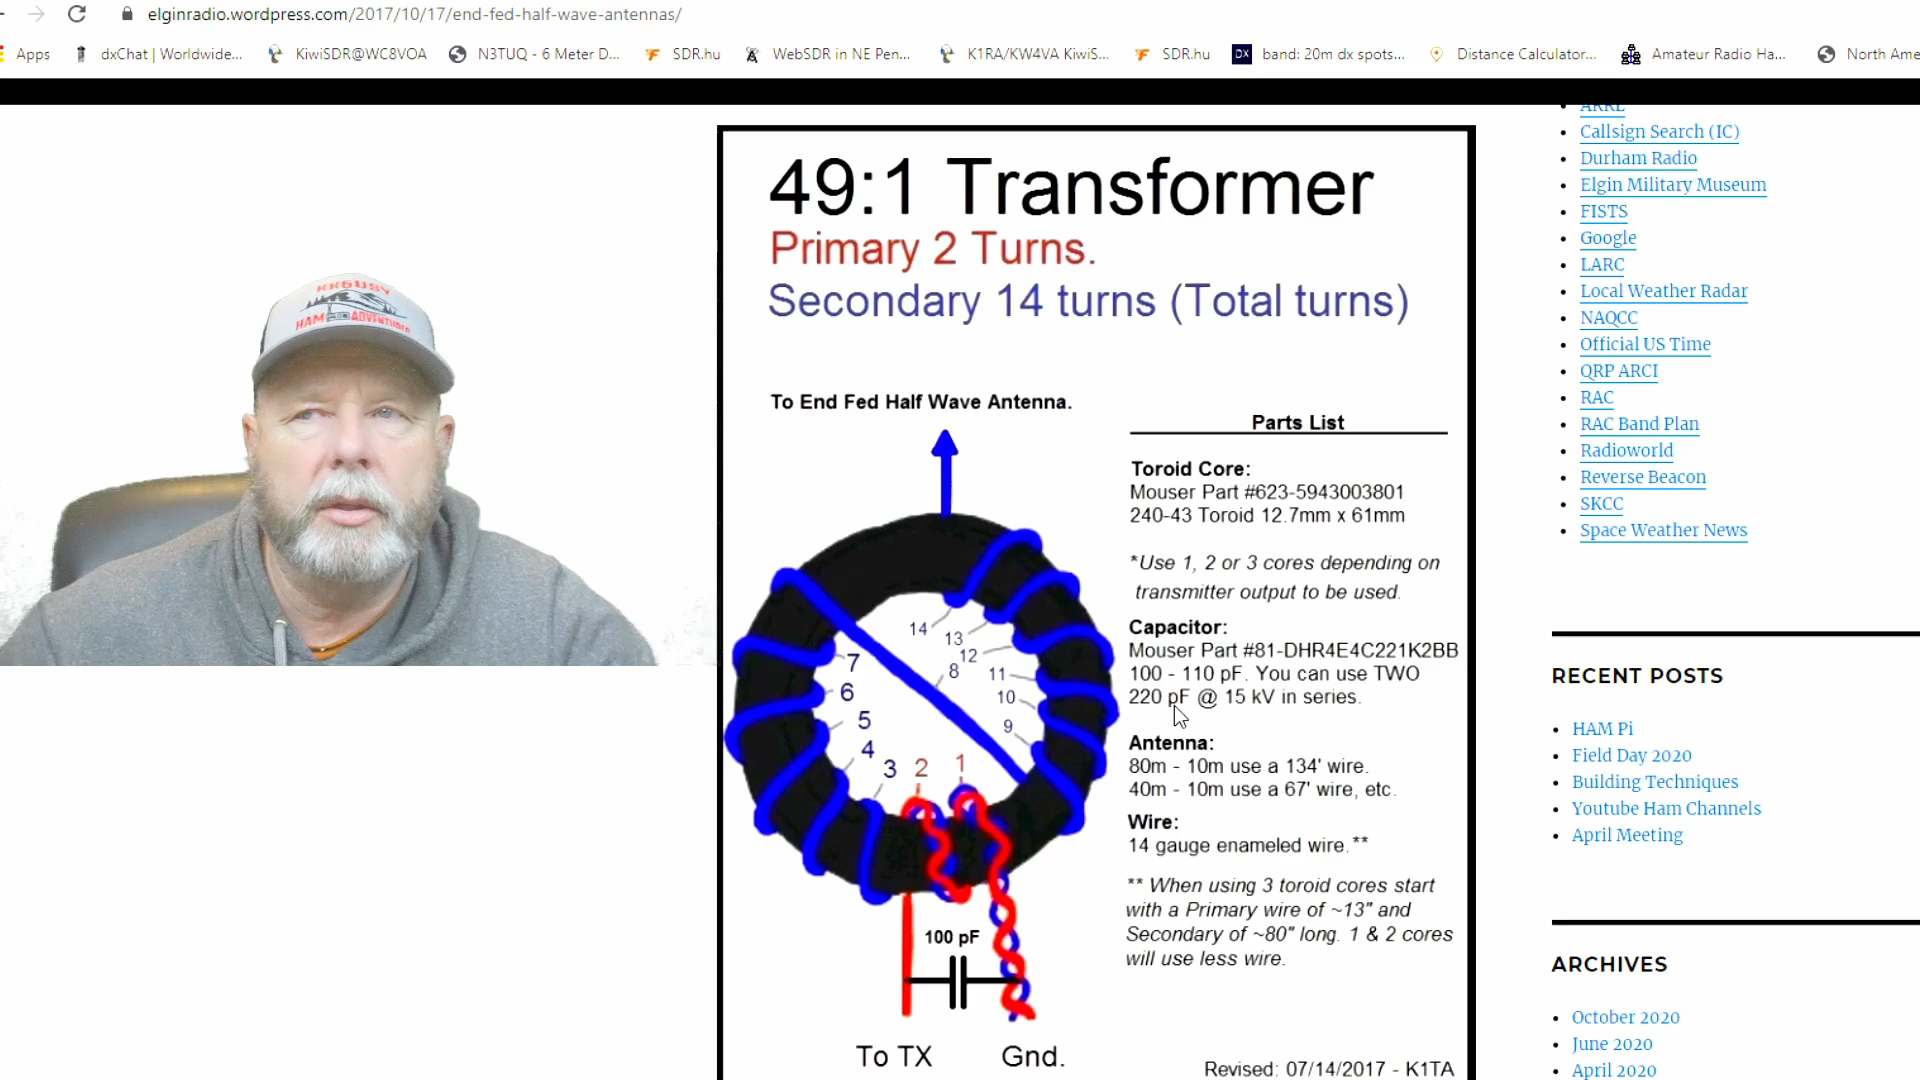 elginradio.wordpress.com/2017/10/17/end-fed-half-wave-antennas/
Apps dxChat | Worldwide... KiwiSDR@WC8VOA N3TUQ - 6 Meter D... SDR.hu WebSDR in NE Pen... K1RA/KW4VA KiwiS... SDR.hu DX band: 20m dx spots... Distance Calculator... Amateur Radio Ha... North Ame
49:1 Transformer
Primary 2 Turns.
Secondary 14 turns (Total turns)
To End Fed Half Wave Antenna.
14
13
12
11
10
9
8
7
6
5
4
3
2
1
100 pF
To TX
Gnd.
Parts List
Toroid Core:
Mouser Part #623-5943003801
240-43 Toroid 12.7mm x 61mm
*Use 1, 2 or 3 cores depending on
transmitter output to be used.
Capacitor:
Mouser Part #81-DHR4E4C221K2BB
100 - 110 pF. You can use TWO
220 pF @ 15 kV in series.
Antenna:
80m - 10m use a 134' wire.
40m - 10m use a 67' wire, etc.
Wire:
14 gauge enameled wire.**
** When using 3 toroid cores start
with a Primary wire of ~13" and
Secondary of ~80" long. 1 & 2 cores
will use less wire.
Revised: 07/14/2017 - K1TA
KK6USY
HAM ADVENTURES
ARRL
Callsign Search (IC)
Durham Radio
Elgin Military Museum
FISTS
Google
LARC
Local Weather Radar
NAQCC
Official US Time
QRP ARCI
RAC
RAC Band Plan
Radioworld
Reverse Beacon
SKCC
Space Weather News
RECENT POSTS
HAM Pi
Field Day 2020
Building Techniques
Youtube Ham Channels
April Meeting
ARCHIVES
October 2020
June 2020
April 2020